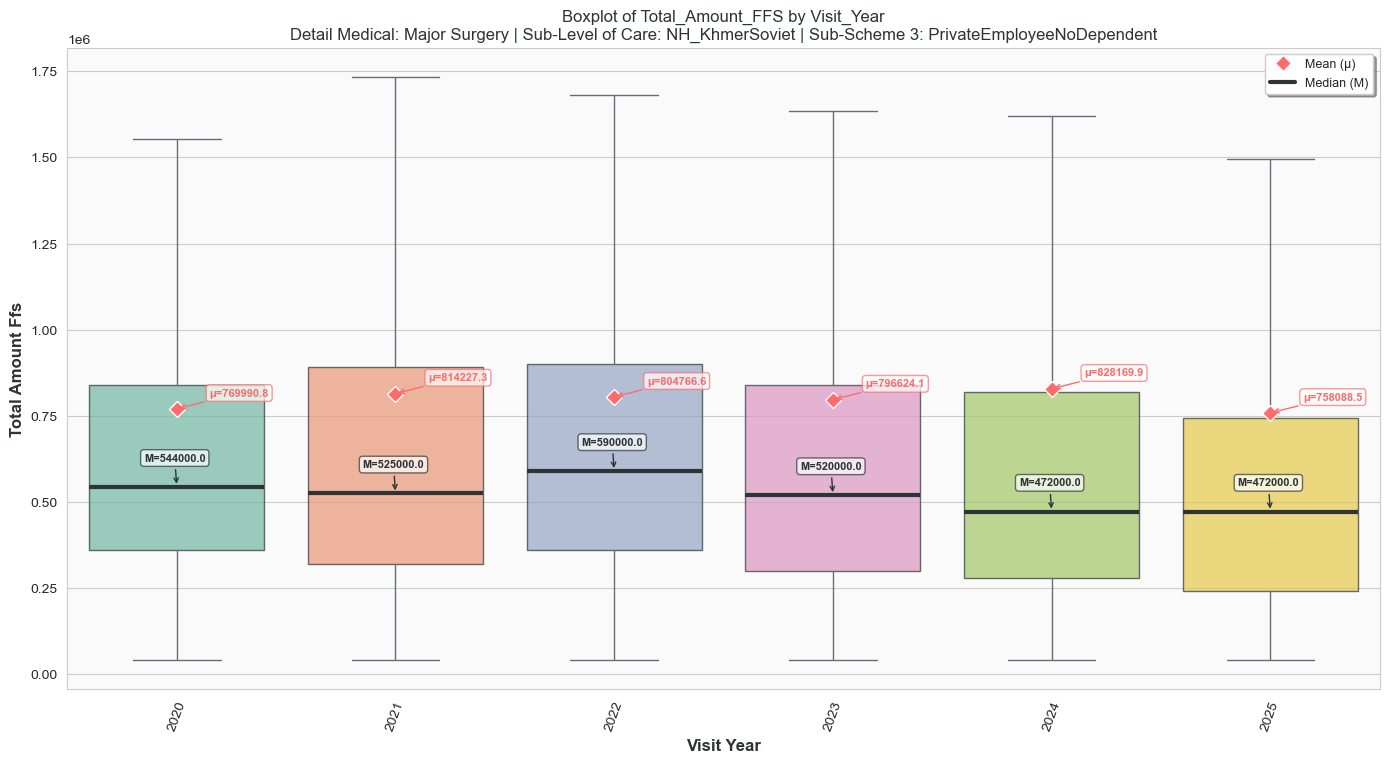 Boxplot of Total_Amount_FFS by Visit_Year
Detail Medical: Major Surgery | Sub-Level of Care: NH_KhmerSoviet | Sub-Scheme 3: PrivateEmployeeNoDependent
1e6
Mean (μ)
Median (M)
1.75
1.50
1.25
1.00
0.75
0.50
0.25
0.00
Total Amount Ffs
μ=769990.8
μ=814227.3
μ=804766.6
μ=796624.1
μ=828169.9
μ=758088.5
M=544000.0
M=525000.0
M=590000.0
M=520000.0
M=472000.0
M=472000.0
2020
2021
2022
2023
2024
2025
Visit Year